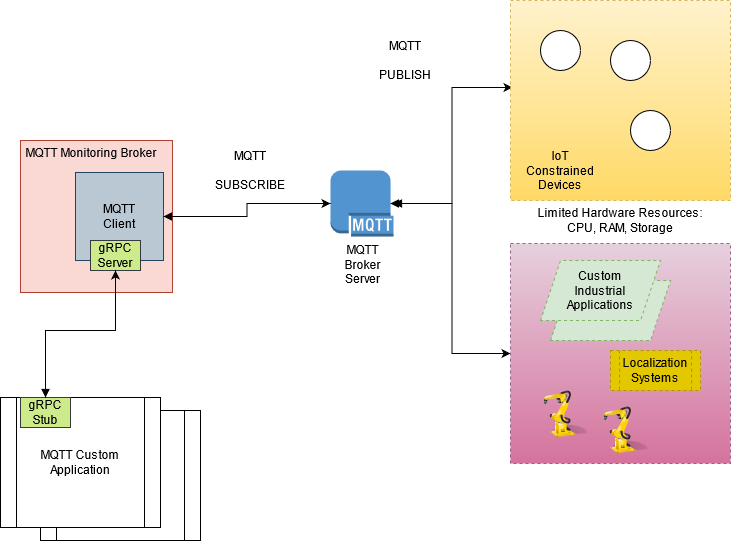 MQTT
PUBLISH
IoT
Constrained
Devices
MQTT Monitoring Broker
MQTT
Client
gRPC
Server
MQTT
SUBSCRIBE
MQTT
MQTT
Broker
Server
Limited Hardware Resources:
CPU, RAM, Storage
Custom
Industrial
Applications
Localization
Systems
gRPC
Stub
MQTT Custom
Application